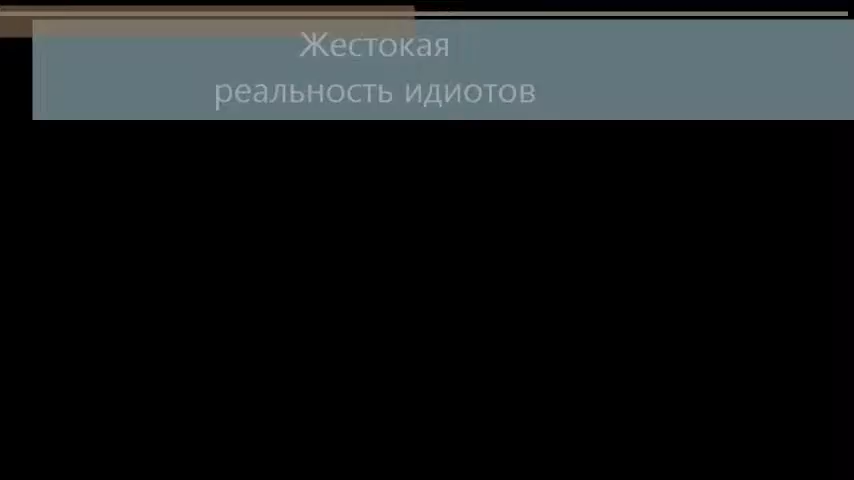 Жестокая
реальность идиотов